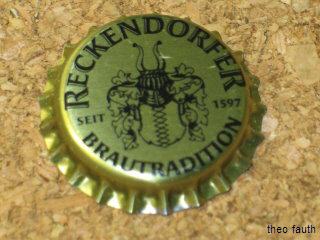 RECKENDORFER
SEIT 1597
BRAUTRADITION
theo fauth